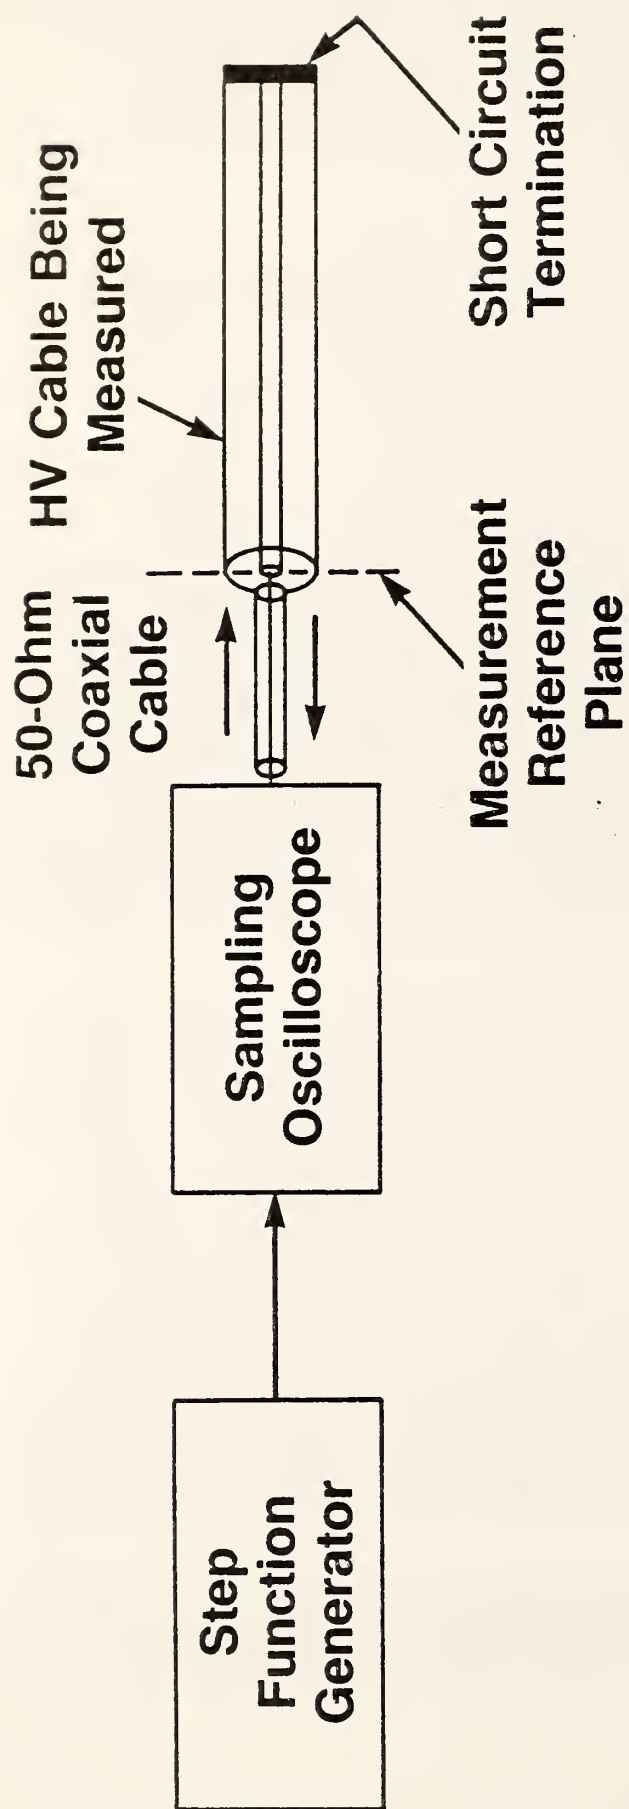 Step
Function
Generator
Sampling
Oscilloscope
50-Ohm
Coaxial
Cable
HV Cable Being
Measured
Measurement
Reference
Plane
Short Circuit
Termination